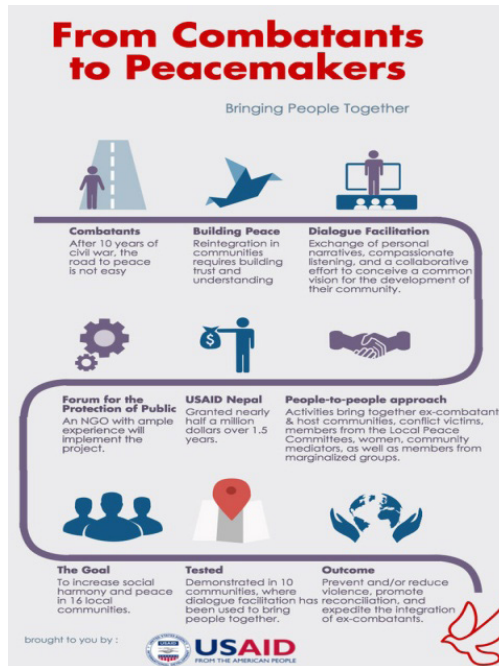 From Combatants
to Peacemakers
Bringing People Together
Combatants
After 10 years of
civil war, the
road to peace
is not easy
Building Peace
Reintegration in
communities
requires building
trust and
understanding
Dialogue Facilitation
Exchange of personal
narratives, compassionate
listening, and a collaborative
effort to conceive a common
vision for the development of
their community.
Forum for the
Protection of Public
An NGO with ample
experience will
implement the
project.
USAID Nepal
Granted nearly
half a million
dollars over 1.5
years.
People-to-people approach
Activities bring together ex-combatant
& host communities, conflict victims,
members from the Local Peace
Committees, women, community
mediators, as well as members from
marginalized groups.
The Goal
To increase social
harmony and peace
in 16 local
communities.
Tested
Demonstrated in 10
communities, where
dialogue facilitation has
been used to bring
people together.
Outcome
Prevent and/or reduce
violence, promote
reconciliation, and
expedite the integration
of ex-combatants.
brought to you by :
USAID
FROM THE AMERICAN PEOPLE